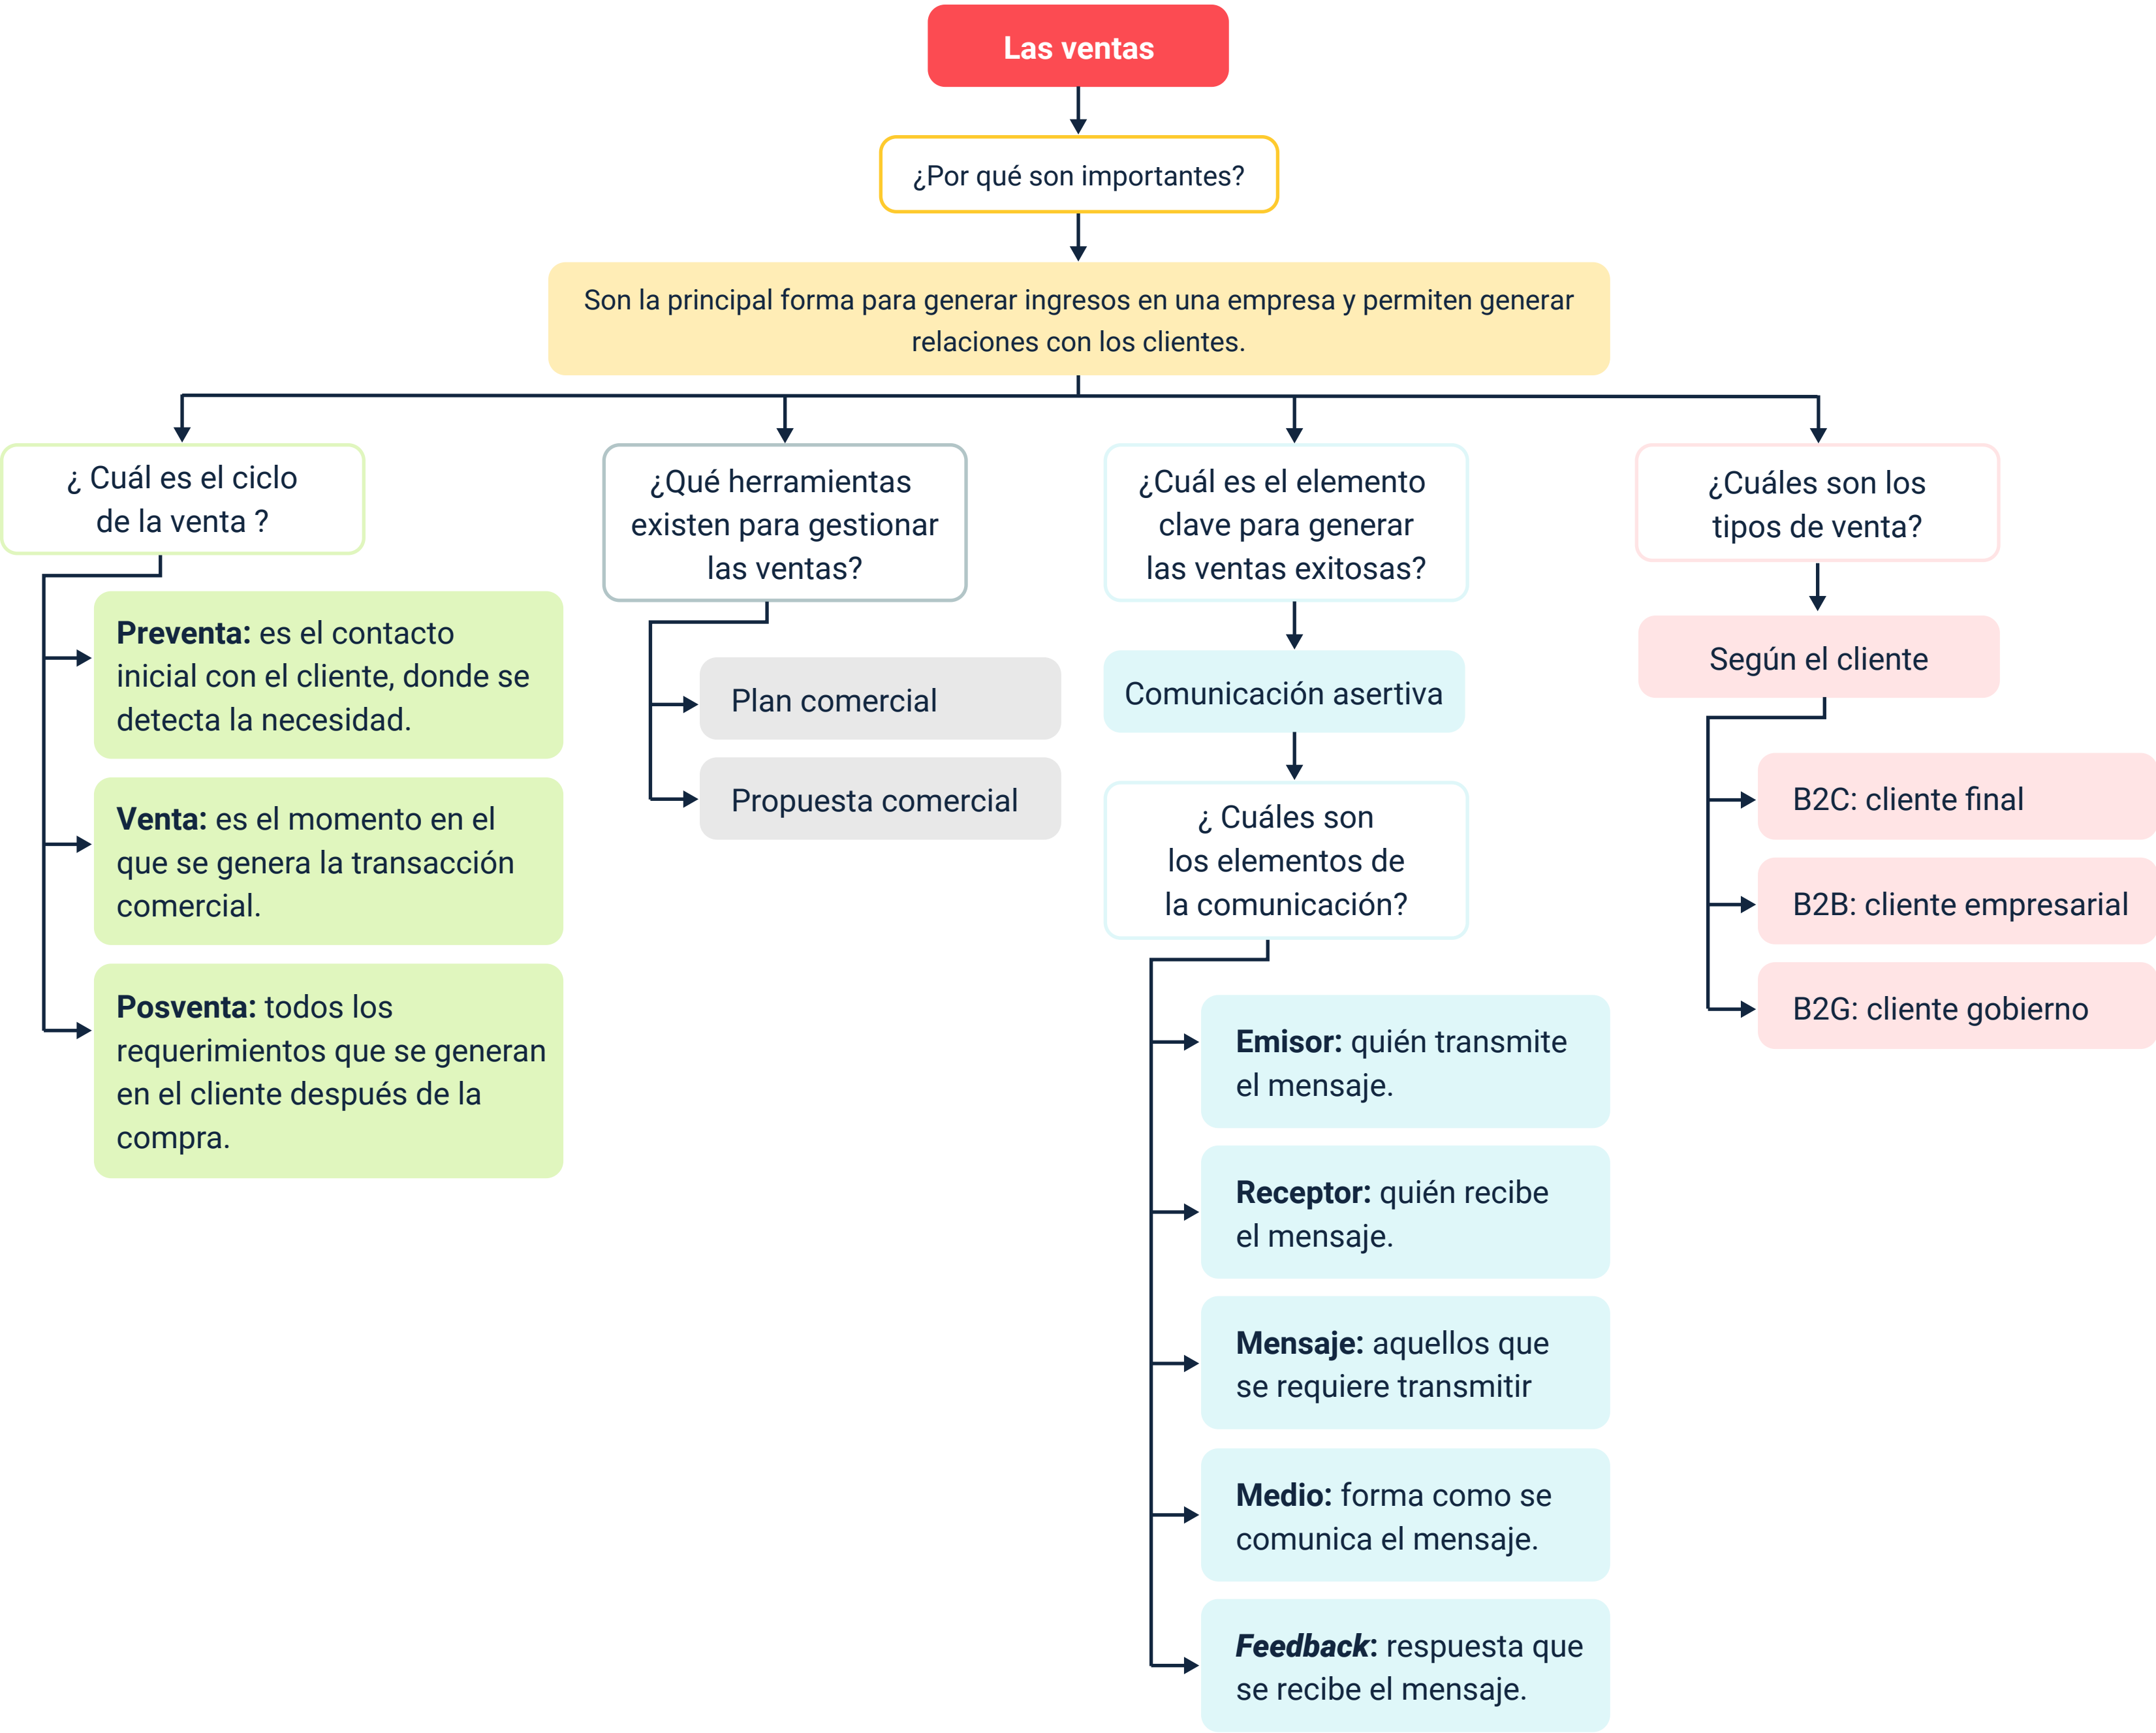 Las ventas
¿Por qué son importantes?
Son la principal forma para generar ingresos en una empresa y permiten generar
relaciones con los clientes.
¿ Cuál es el ciclo
de la venta ?
Preventa: es el contacto
inicial con el cliente, donde se
detecta la necesidad.
Venta: es el momento en el
que se genera la transacción
comercial.
Posventa: todos los
requerimientos que se generan
en el cliente después de la
compra.
¿Qué herramientas
existen para gestionar
las ventas?
Plan comercial
Propuesta comercial
¿Cuál es el elemento
clave para generar
las ventas exitosas?
Comunicación asertiva
¿ Cuáles son
los elementos de
la comunicación?
Emisor: quién transmite
el mensaje.
Receptor: quién recibe
el mensaje.
Mensaje: aquellos que
se requiere transmitir
Medio: forma como se
comunica el mensaje.
Feedback: respuesta que
se recibe el mensaje.
¿Cuáles son los
tipos de venta?
Según el cliente
B2C: cliente final
B2B: cliente empresarial
B2G: cliente gobierno